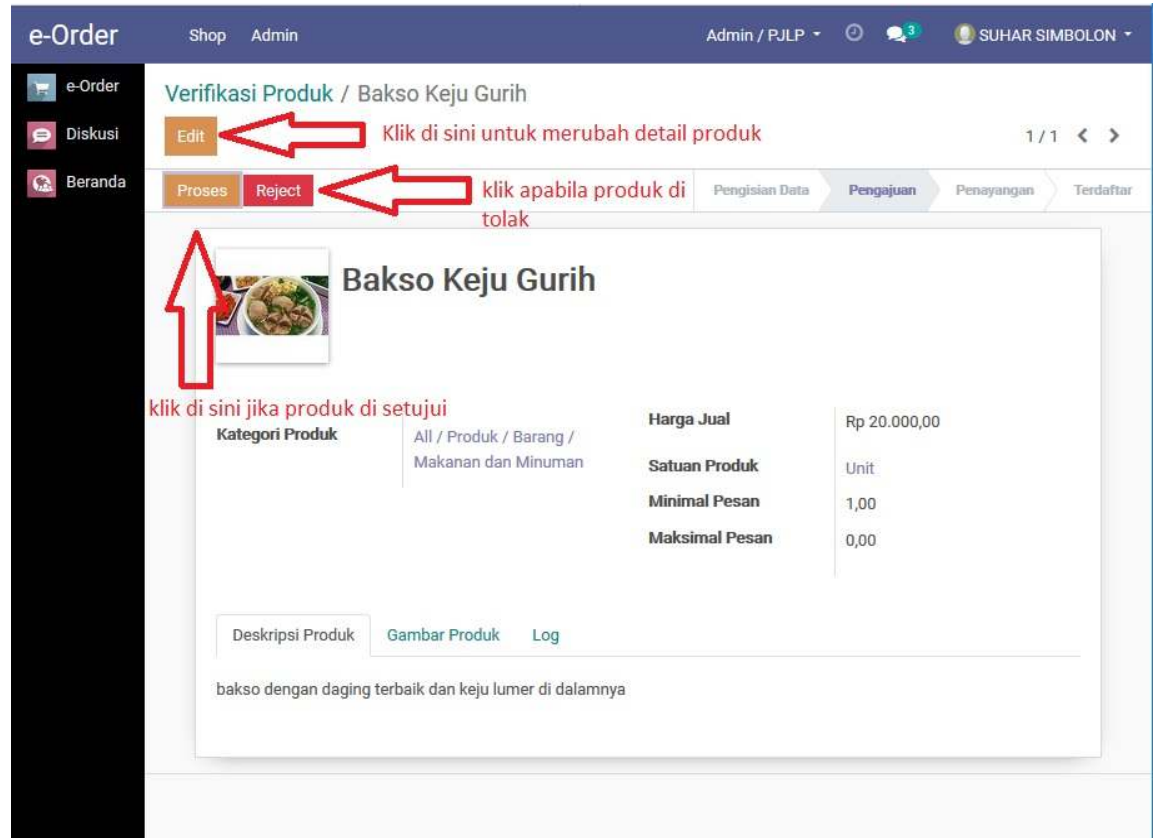 e-Order Shop Admin Admin / PJLP 3 SUHAR SIMBOLON
e-Order
Diskusi
Beranda
Verifikasi Produk / Bakso Keju Gurih
Edit
Klik di sini untuk merubah detail produk
1 / 1
Proses Reject
klik apabila produk di
tolak
Pengisian Data Pengajuan Penayangan Terdaftar
Bakso Keju Gurih
klik di sini jika produk di setujui
Kategori Produk
All / Produk / Barang /
Makanan dan Minuman
Harga Jual Rp 20.000,00
Satuan Produk Unit
Minimal Pesan 1,00
Maksimal Pesan 0,00
Deskripsi Produk Gambar Produk Log
bakso dengan daging terbaik dan keju lumer di dalamnya